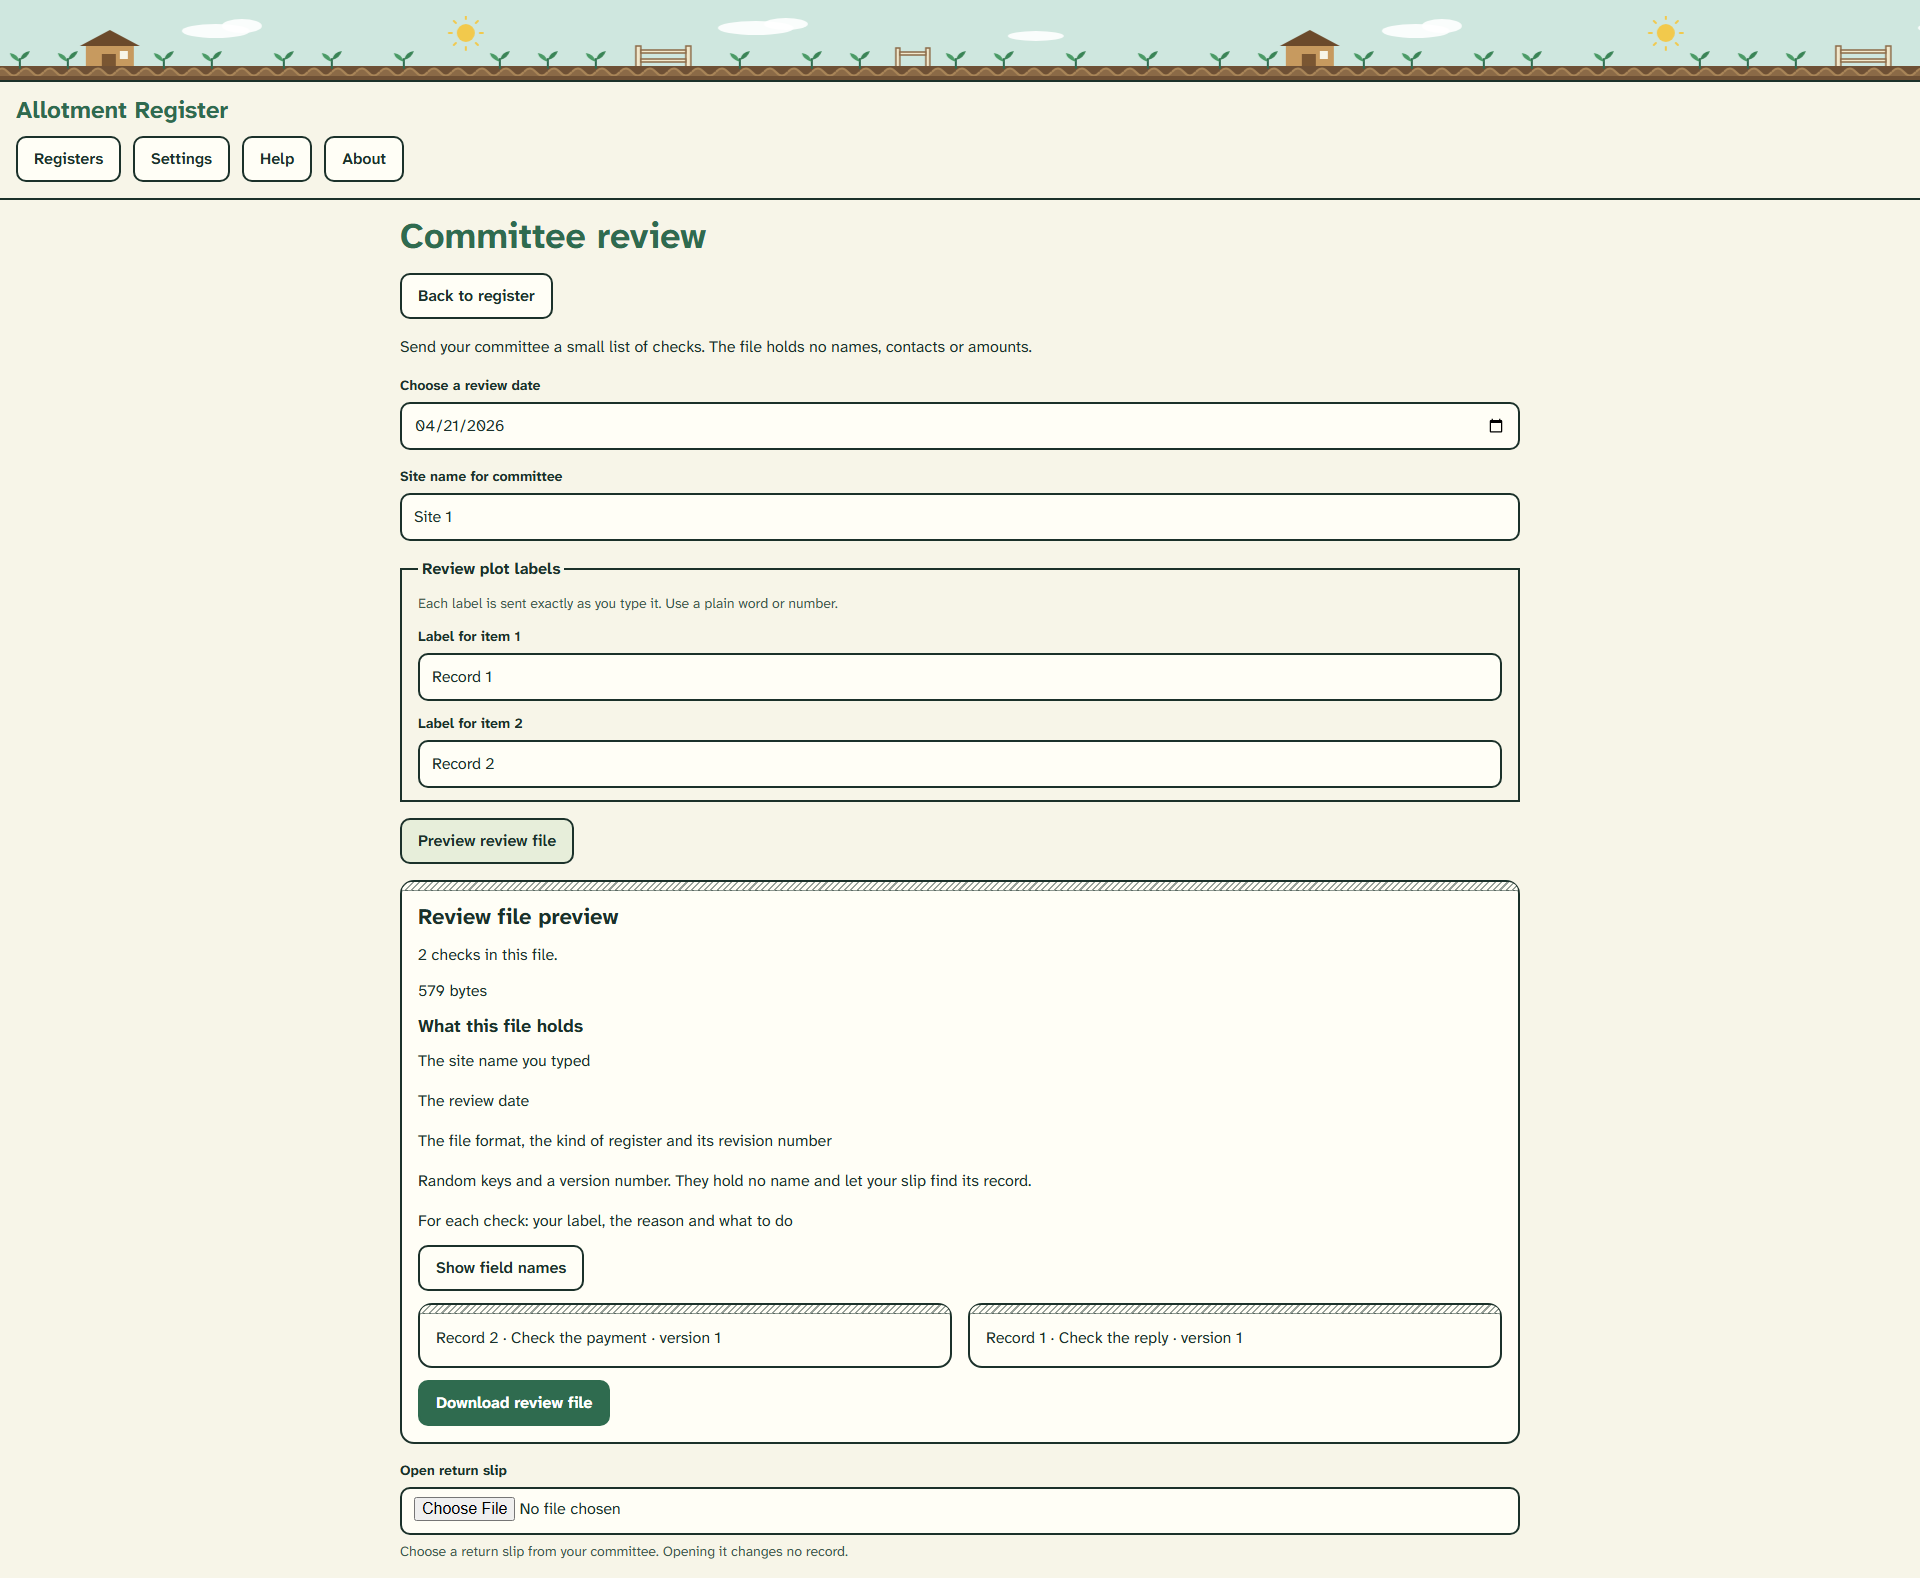 Allotment Register
Registers
Settings
Help
About
Committee review
Back to register
Send your committee a small list of checks. The file holds no names, contacts or amounts.
Choose a review date
04/21/2026
Site name for committee
Site 1
Review plot labels
Each label is sent exactly as you type it. Use a plain word or number.
Label for item 1
Record 1
Label for item 2
Record 2
Preview review file
Review file preview
2 checks in this file.
579 bytes
What this file holds
The site name you typed
The review date
The file format, the kind of register and its revision number
Random keys and a version number. They hold no name and let your slip find its record.
For each check: your label, the reason and what to do
Show field names
Record 2 · Check the payment · version 1
Record 1 · Check the reply · version 1
Download review file
Open return slip
Choose File No file chosen
Choose a return slip from your committee. Opening it changes no record.